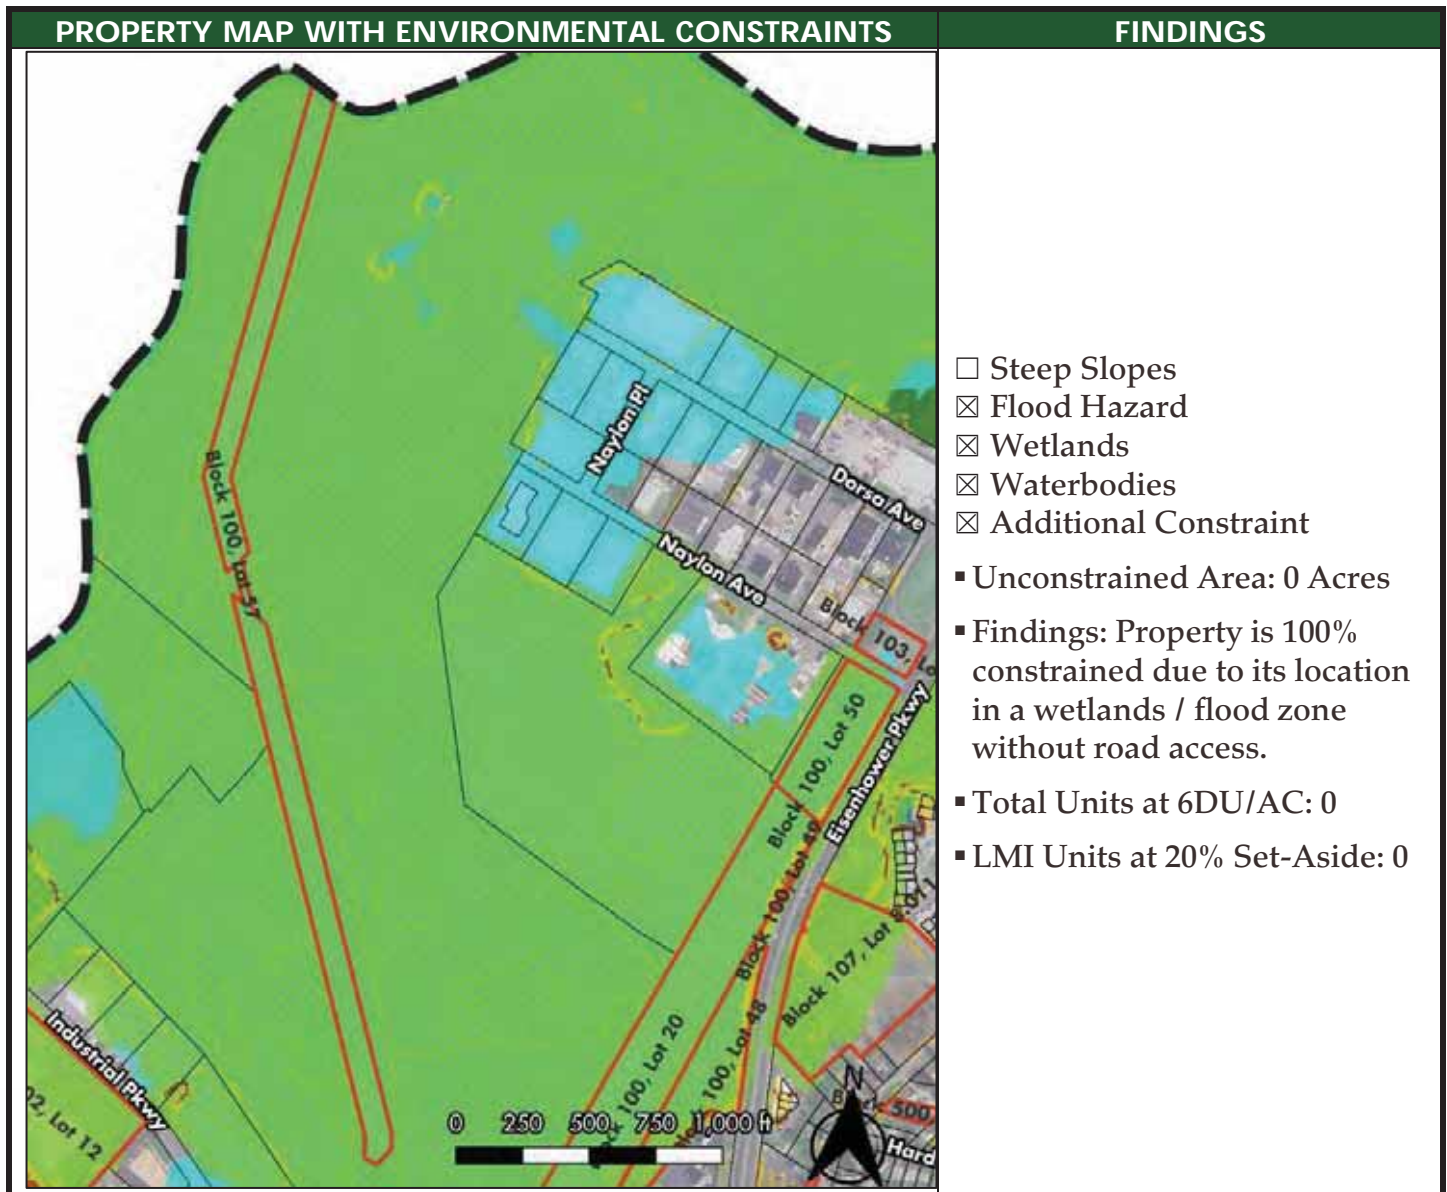 PROPERTY MAP WITH ENVIRONMENTAL CONSTRAINTS
FINDINGS
Block 100, Lot 57
Naylon Pl
Dorsa Ave
Naylon Ave
Block 103, Lo
Block 100, Lot 50
Eisenhower Pkwy
Block 100, Lot 49
Block 107, Lot
Block 100, Lot 48
100, Lot 20
Industrial Pkwy
02, Lot 12
500
Hard
N
0 250 500 750 1,000 ft
☐ Steep Slopes
☒ Flood Hazard
☒ Wetlands
☒ Waterbodies
☒ Additional Constraint
▪ Unconstrained Area: 0 Acres
▪ Findings: Property is 100%
constrained due to its location
in a wetlands / flood zone
without road access.
▪ Total Units at 6DU/AC: 0
▪ LMI Units at 20% Set-Aside: 0